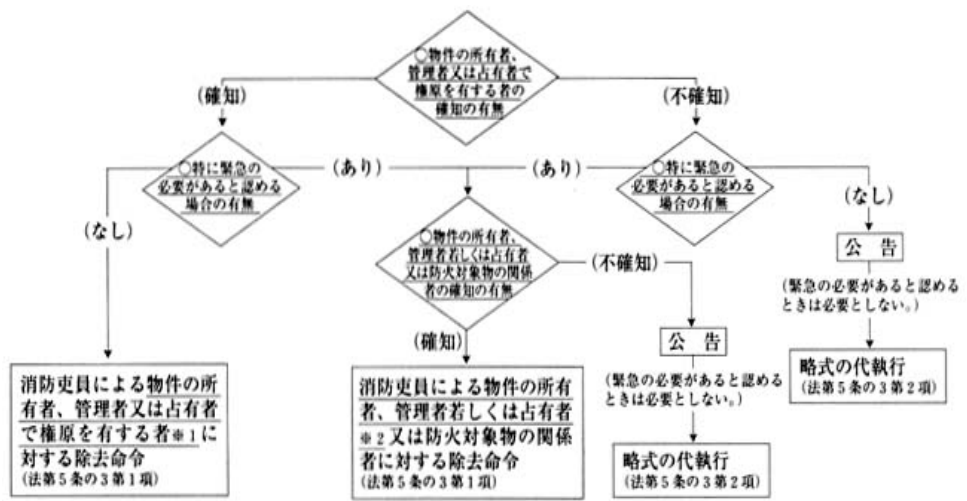 ○物件の所有者、
管理者又は占有者で
権原を有する者の
確知の有無
(確知)
(不確知)
○特に緊急の
必要があると認める
場合の有無
(あり)
(あり)
○特に緊急の
必要があると認める
場合の有無
(なし)
(なし)
○物件の所有者、
管理者若しくは占有者
又は防火対象物の関係
者の確知の有無
(不確知)
(確知)
公 告
(緊急の必要があると認める
ときは必要としない。)
公 告
(緊急の必要があると認める
ときは必要としない。)
消防吏員による物件の所
有者、管理者又は占有者
で権原を有する者※1に
対する除去命令
(法第5条の3第1項)
消防吏員による物件の所有
者、管理者若しくは占有者
※2又は防火対象物の関係
者に対する除去命令
(法第5条の3第1項)
略式の代執行
(法第5条の3第2項)
略式の代執行
(法第5条の3第2項)